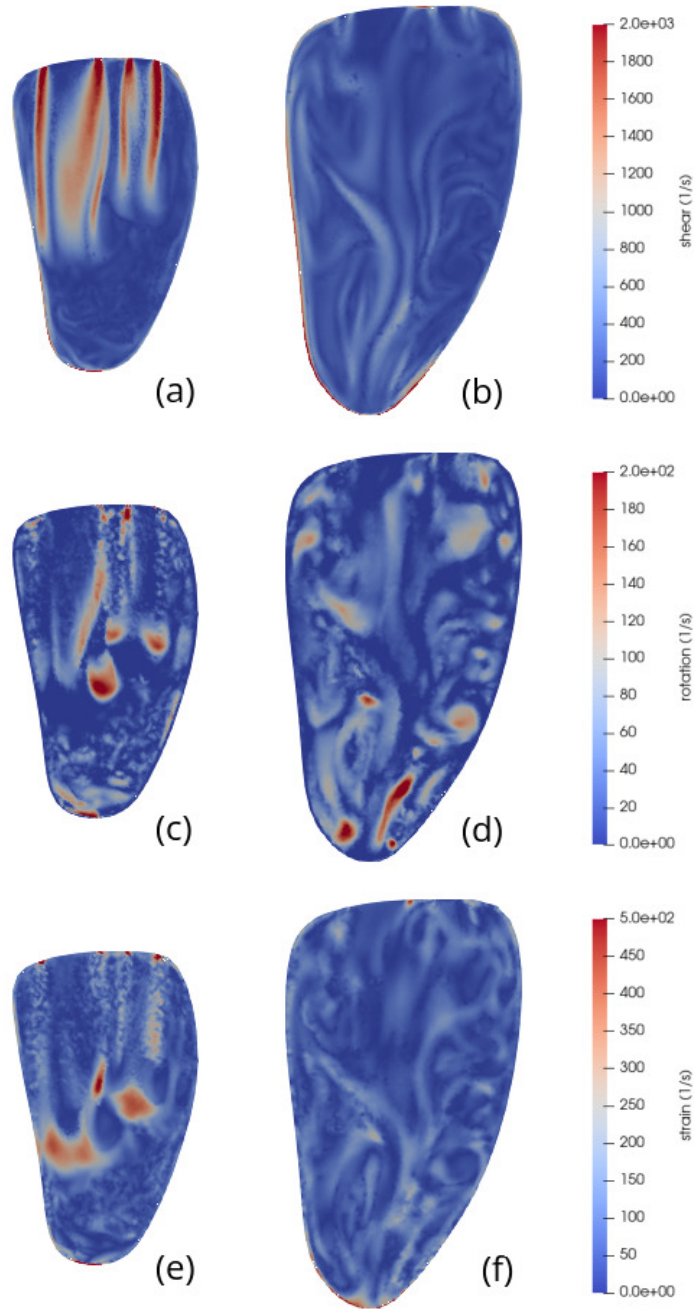 2.0e+03
1800
1600
1400
1200
1000
800
600
400
200
0.0e+00
shear (1/s)
(a)
(b)
2.0e+02
180
160
140
120
100
80
60
40
20
0.0e+00
rotation (1/s)
(c)
(d)
5.0e+02
450
400
350
300
250
200
150
100
50
0.0e+00
strain (1/s)
(e)
(f)